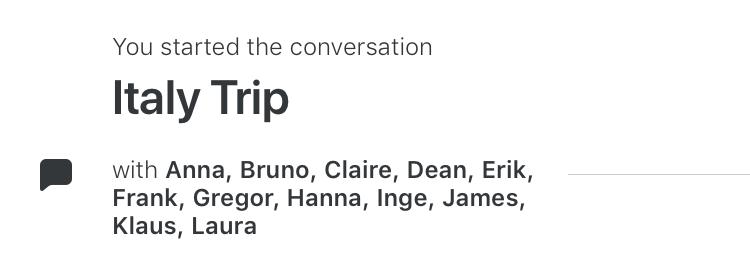 You started the conversation
Italy Trip
with Anna, Bruno, Claire, Dean, Erik,
Frank, Gregor, Hanna, Inge, James,
Klaus, Laura